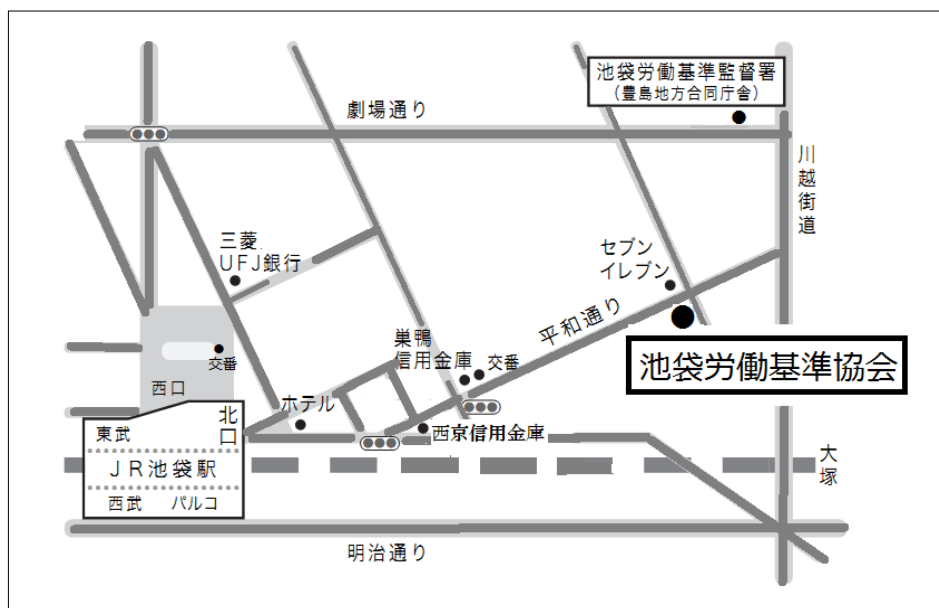 池袋労働基準監督署
（豊島地方合同庁舎）
劇場通り
川越街道
三菱
UFJ銀行
セブン
イレブン
平和通り
巣鴨
信用金庫
交番
交番
西口
池袋労働基準協会
北口
ホテル
西京信用金庫
東武
JR池袋駅
西武 パルコ
大塚
明治通り